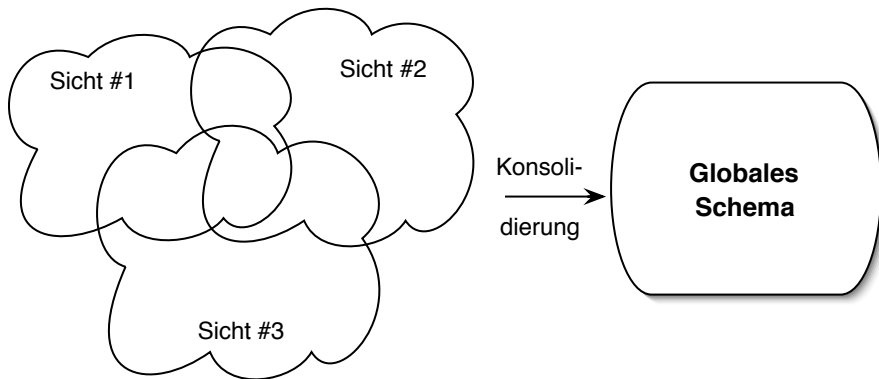 Sicht #1
Sicht #2
Sicht #3
Konsoli-
dierung
Globales
Schema